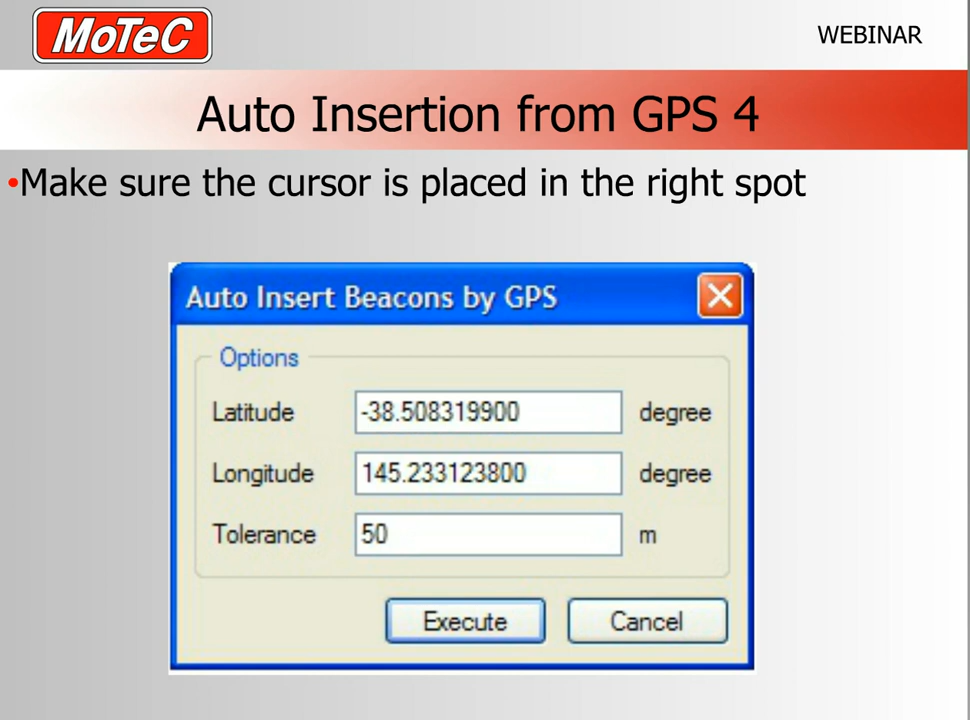 MoTeC
WEBINAR
Auto Insertion from GPS 4
•Make sure the cursor is placed in the right spot
Auto Insert Beacons by GPS
Options
Latitude -38.508319900 degree
Longitude 145.233123800 degree
Tolerance 50 m
Execute Cancel